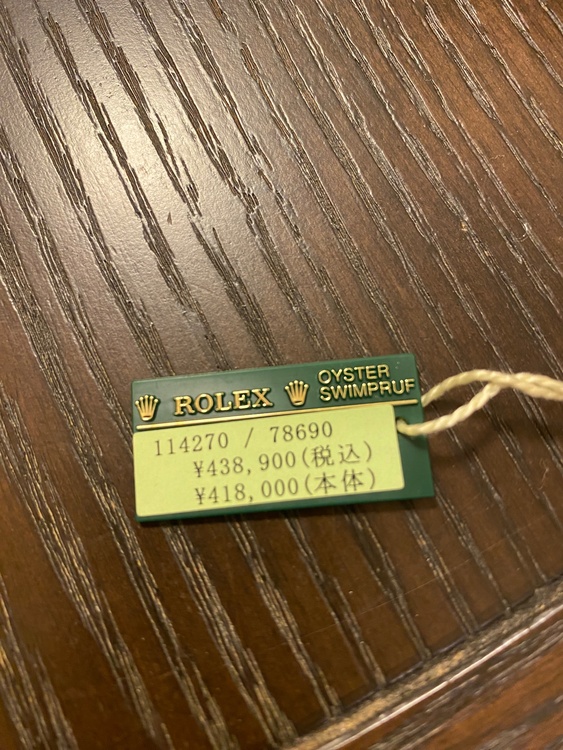 ROLEX
OYSTER
SWIMPRUF
114270 / 78690
¥438,900(税込)
¥418,000(本体)